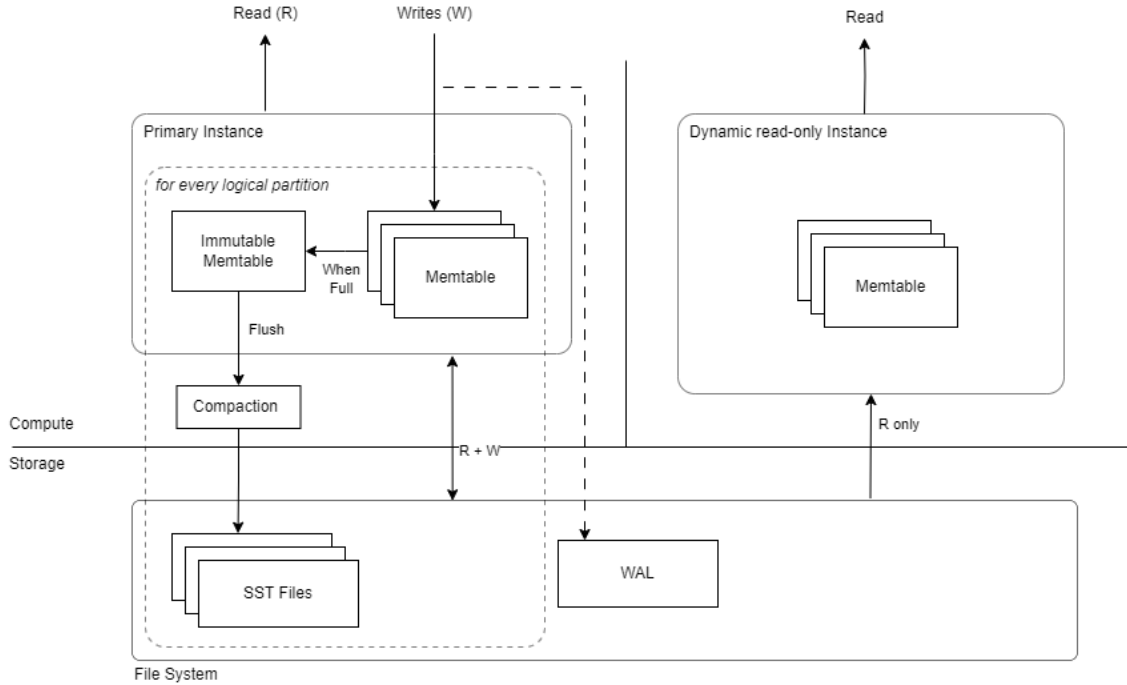 Read (R)
Writes (W)
Read
Primary Instance
Dynamic read-only Instance
for every logical partition
Immutable
Memtable
When
Full
Memtable
Memtable
Flush
Compaction
Compute
R only
Storage
R + W
SST Files
WAL
File System